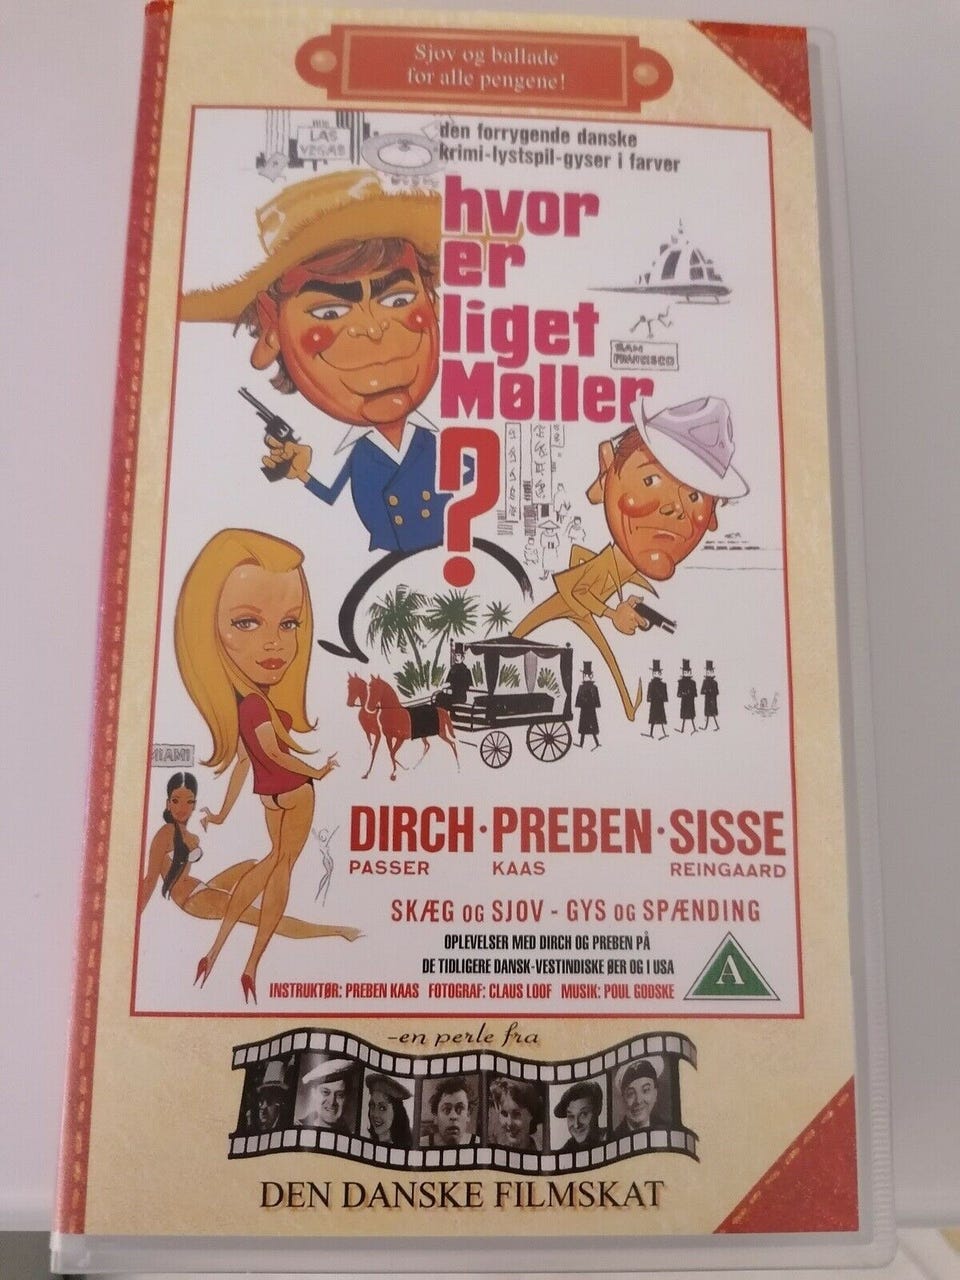 Sjov og ballade
for alle pengene!
LAS
VEGAS
den forrygende danske
krimi-lystspil-gyser i farver
hvor
er
liget
Møller
?
SAN
FRANCISCO
MIAMI
DIRCH · PREBEN · SISSE
PASSER KAAS REINGAARD
SKÆG OG SJOV - GYS OG SPÆNDING
OPLEVELSER MED DIRCH OG PREBEN PÅ
DE TIDLIGERE DANSK-VESTINDISKE ØER OG I USA
INSTRUKTØR: PREBEN KAAS FOTOGRAF: CLAUS LOOF MUSIK: POUL GODSKE
A
-en perle fra
DEN DANSKE FILMSKAT